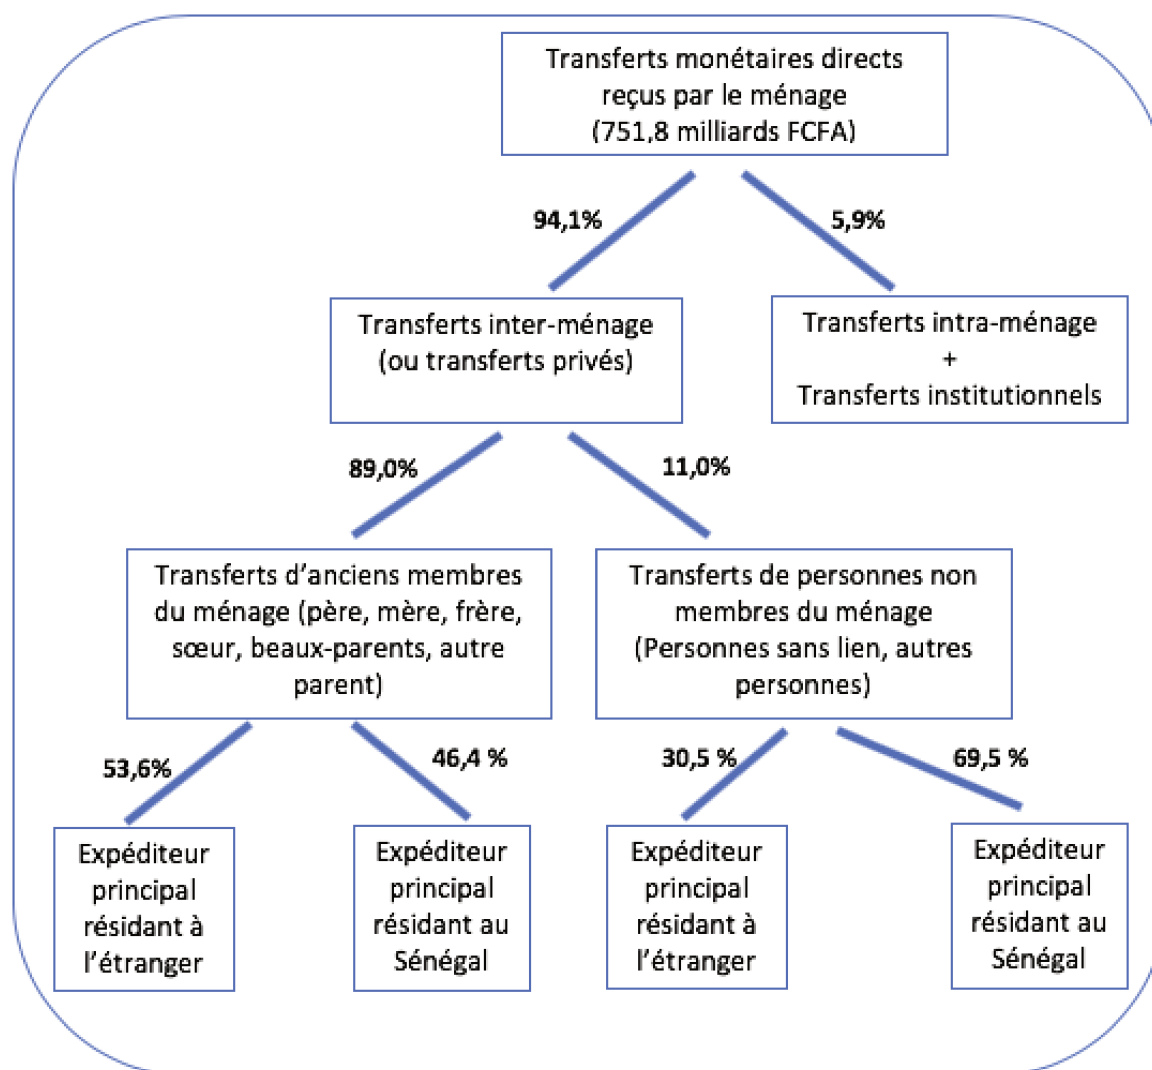 Transferts monétaires directs
reçus par le ménage
(751,8 milliards FCFA)
94,1%
5,9%
Transferts inter-ménage
(ou transferts privés)
Transferts intra-ménage
+
Transferts institutionnels
89,0%
11,0%
Transferts d’anciens membres
du ménage (père, mère, frère,
sœur, beaux-parents, autre
parent)
Transferts de personnes non
membres du ménage
(Personnes sans lien, autres
personnes)
53,6%
46,4 %
30,5 %
69,5 %
Expéditeur
principal
résidant à
l’étranger
Expéditeur
principal
résidant au
Sénégal
Expéditeur
principal
résidant à
l’étranger
Expéditeur
principal
résidant au
Sénégal